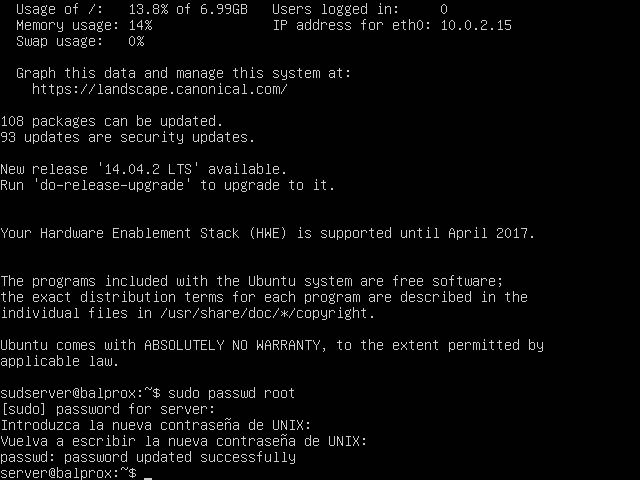 Usage of /:   13.8% of 6.99GB   Users logged in:     0
Memory usage: 14%               IP address for eth0: 10.0.2.15
Swap usage:   0%
Graph this data and manage this system at:
https://landscape.canonical.com/
108 packages can be updated.
93 updates are security updates.
New release '14.04.2 LTS' available.
Run 'do-release-upgrade' to upgrade to it.
Your Hardware Enablement Stack (HWE) is supported until April 2017.
The programs included with the Ubuntu system are free software;
the exact distribution terms for each program are described in the
individual files in /usr/share/doc/*/copyright.
Ubuntu comes with ABSOLUTELY NO WARRANTY, to the extent permitted by
applicable law.
sudserver@balprox:~$ sudo passwd root
[sudo] password for server:
Introduzca la nueva contraseña de UNIX:
Vuelva a escribir la nueva contraseña de UNIX:
passwd: password updated successfully
server@balprox:~$ _